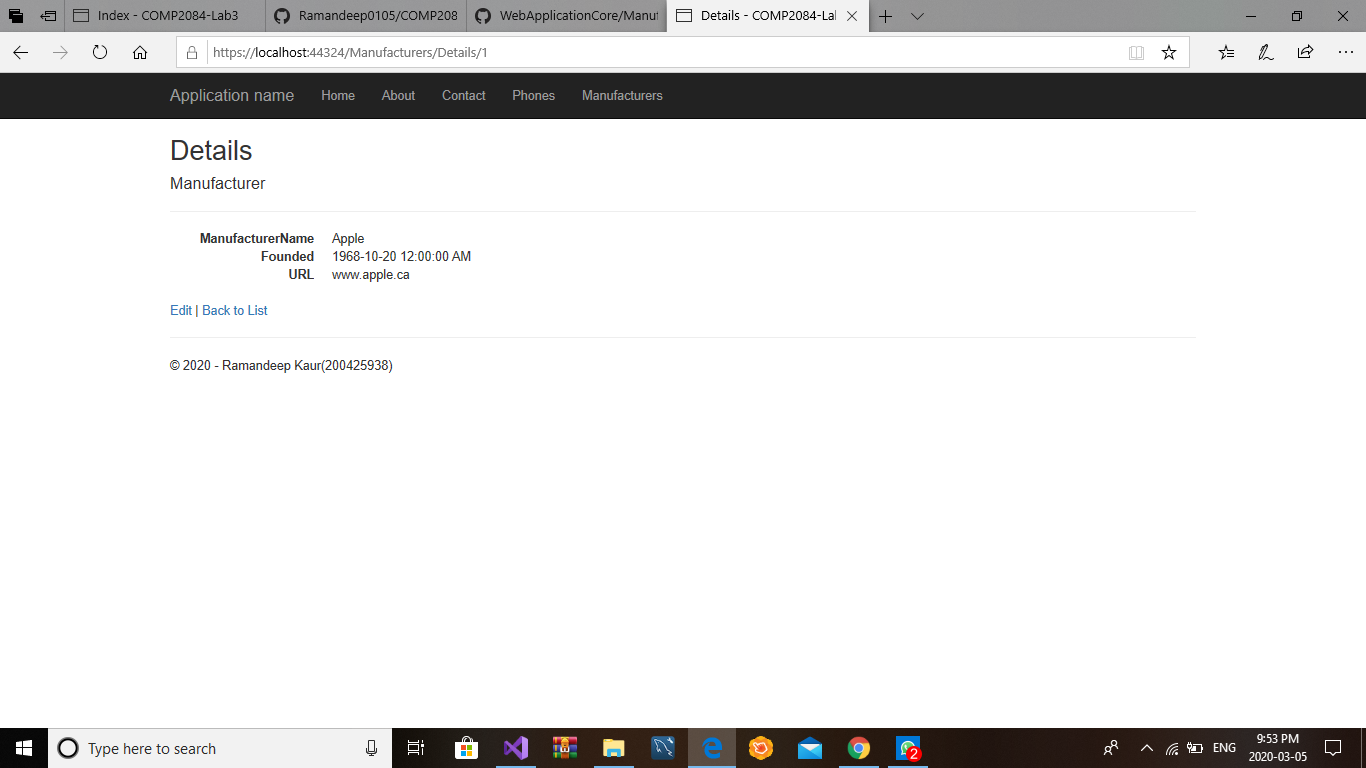 Index - COMP2084-Lab3
Ramandeep0105/COMP208
WebApplicationCore/Manuf
Details - COMP2084-Lal
https://localhost:44324/Manufacturers/Details/1
Application name Home About Contact Phones Manufacturers
Details
Manufacturer
ManufacturerName Apple
Founded 1968-10-20 12:00:00 AM
URL www.apple.ca
Edit | Back to List
© 2020 - Ramandeep Kaur(200425938)
Type here to search
2
ENG
9:53 PM
2020-03-05